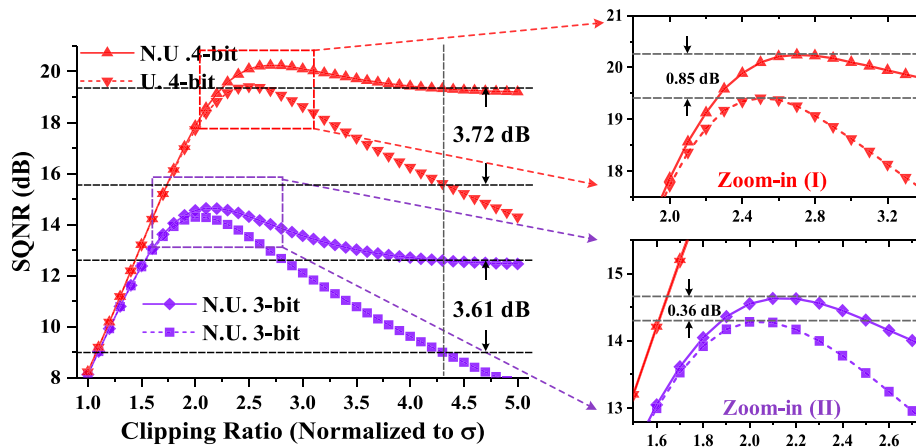 N.U .4-bit
U. 4-bit
3.72 dB
N.U. 3-bit
N.U. 3-bit
3.61 dB
SQNR (dB)
20
18
16
14
12
10
8
1.0 1.5 2.0 2.5 3.0 3.5 4.0 4.5 5.0
Clipping Ratio (Normalized to σ)
21
20
19
18
0.85 dB
Zoom-in (I)
2.0 2.4 2.8 3.2
15
14
13
0.36 dB
Zoom-in (II)
1.6 1.8 2.0 2.2 2.4 2.6